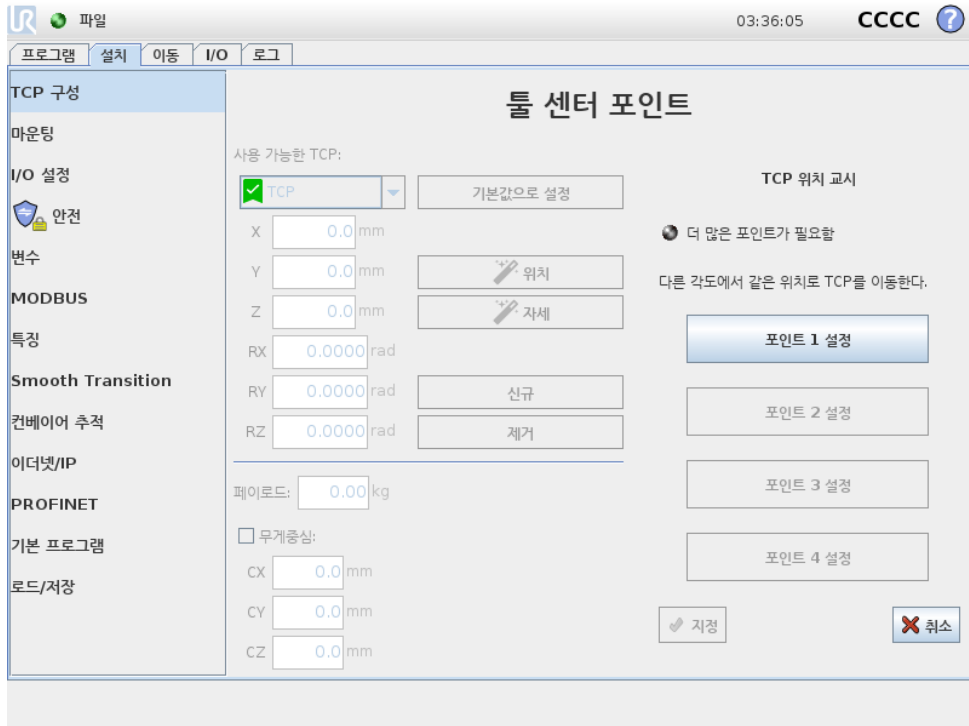 UR 파일 03:36:05 CCCC ?
프로그램 설치 이동 I/O 로그
TCP 구성
마운팅
I/O 설정
안전
변수
MODBUS
특징
Smooth Transition
컨베이어 추적
이더넷/IP
PROFINET
기본 프로그램
로드/저장
툴 센터 포인트
사용 가능한 TCP:
TCP 기본값으로 설정
X 0.0 mm
Y 0.0 mm 위치
Z 0.0 mm 자세
RX 0.0000 rad
RY 0.0000 rad 신규
RZ 0.0000 rad 제거
페이로드: 0.00 kg
무게중심:
CX 0.0 mm
CY 0.0 mm
CZ 0.0 mm
TCP 위치 교시
더 많은 포인트가 필요함
다른 각도에서 같은 위치로 TCP를 이동한다.
포인트 1 설정
포인트 2 설정
포인트 3 설정
포인트 4 설정
지정 취소